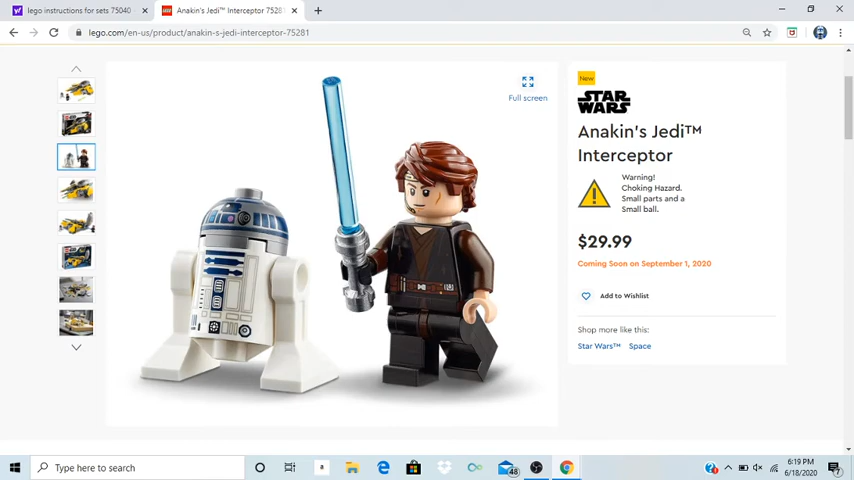 lego instructions for sets 75040
Anakin's Jedi™ Interceptor 75281
lego.com/en-us/product/anakin-s-jedi-interceptor-75281
Full screen
New
STAR
WARS
Anakin's Jedi™
Interceptor
Warning!
Choking Hazard.
Small parts and a
Small ball.
$29.99
Coming Soon on September 1, 2020
Add to Wishlist
Shop more like this:
Star Wars™ Space
Type here to search
a
48
6:19 PM
6/18/2020
7